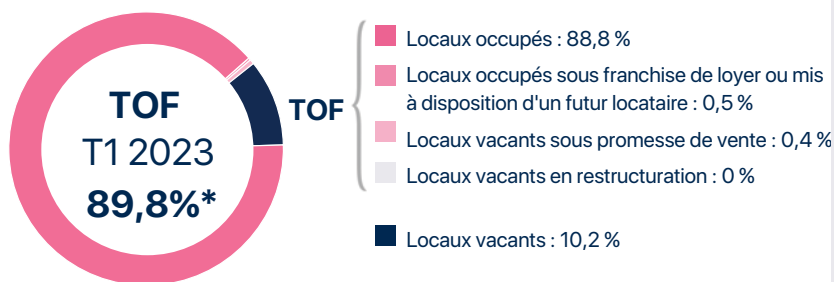 TOF
T1 2023
89,8%*
TOF
Locaux occupés : 88,8 %
Locaux occupés sous franchise de loyer ou mis
à disposition d'un futur locataire : 0,5 %
Locaux vacants sous promesse de vente : 0,4 %
Locaux vacants en restructuration : 0 %
Locaux vacants : 10,2 %